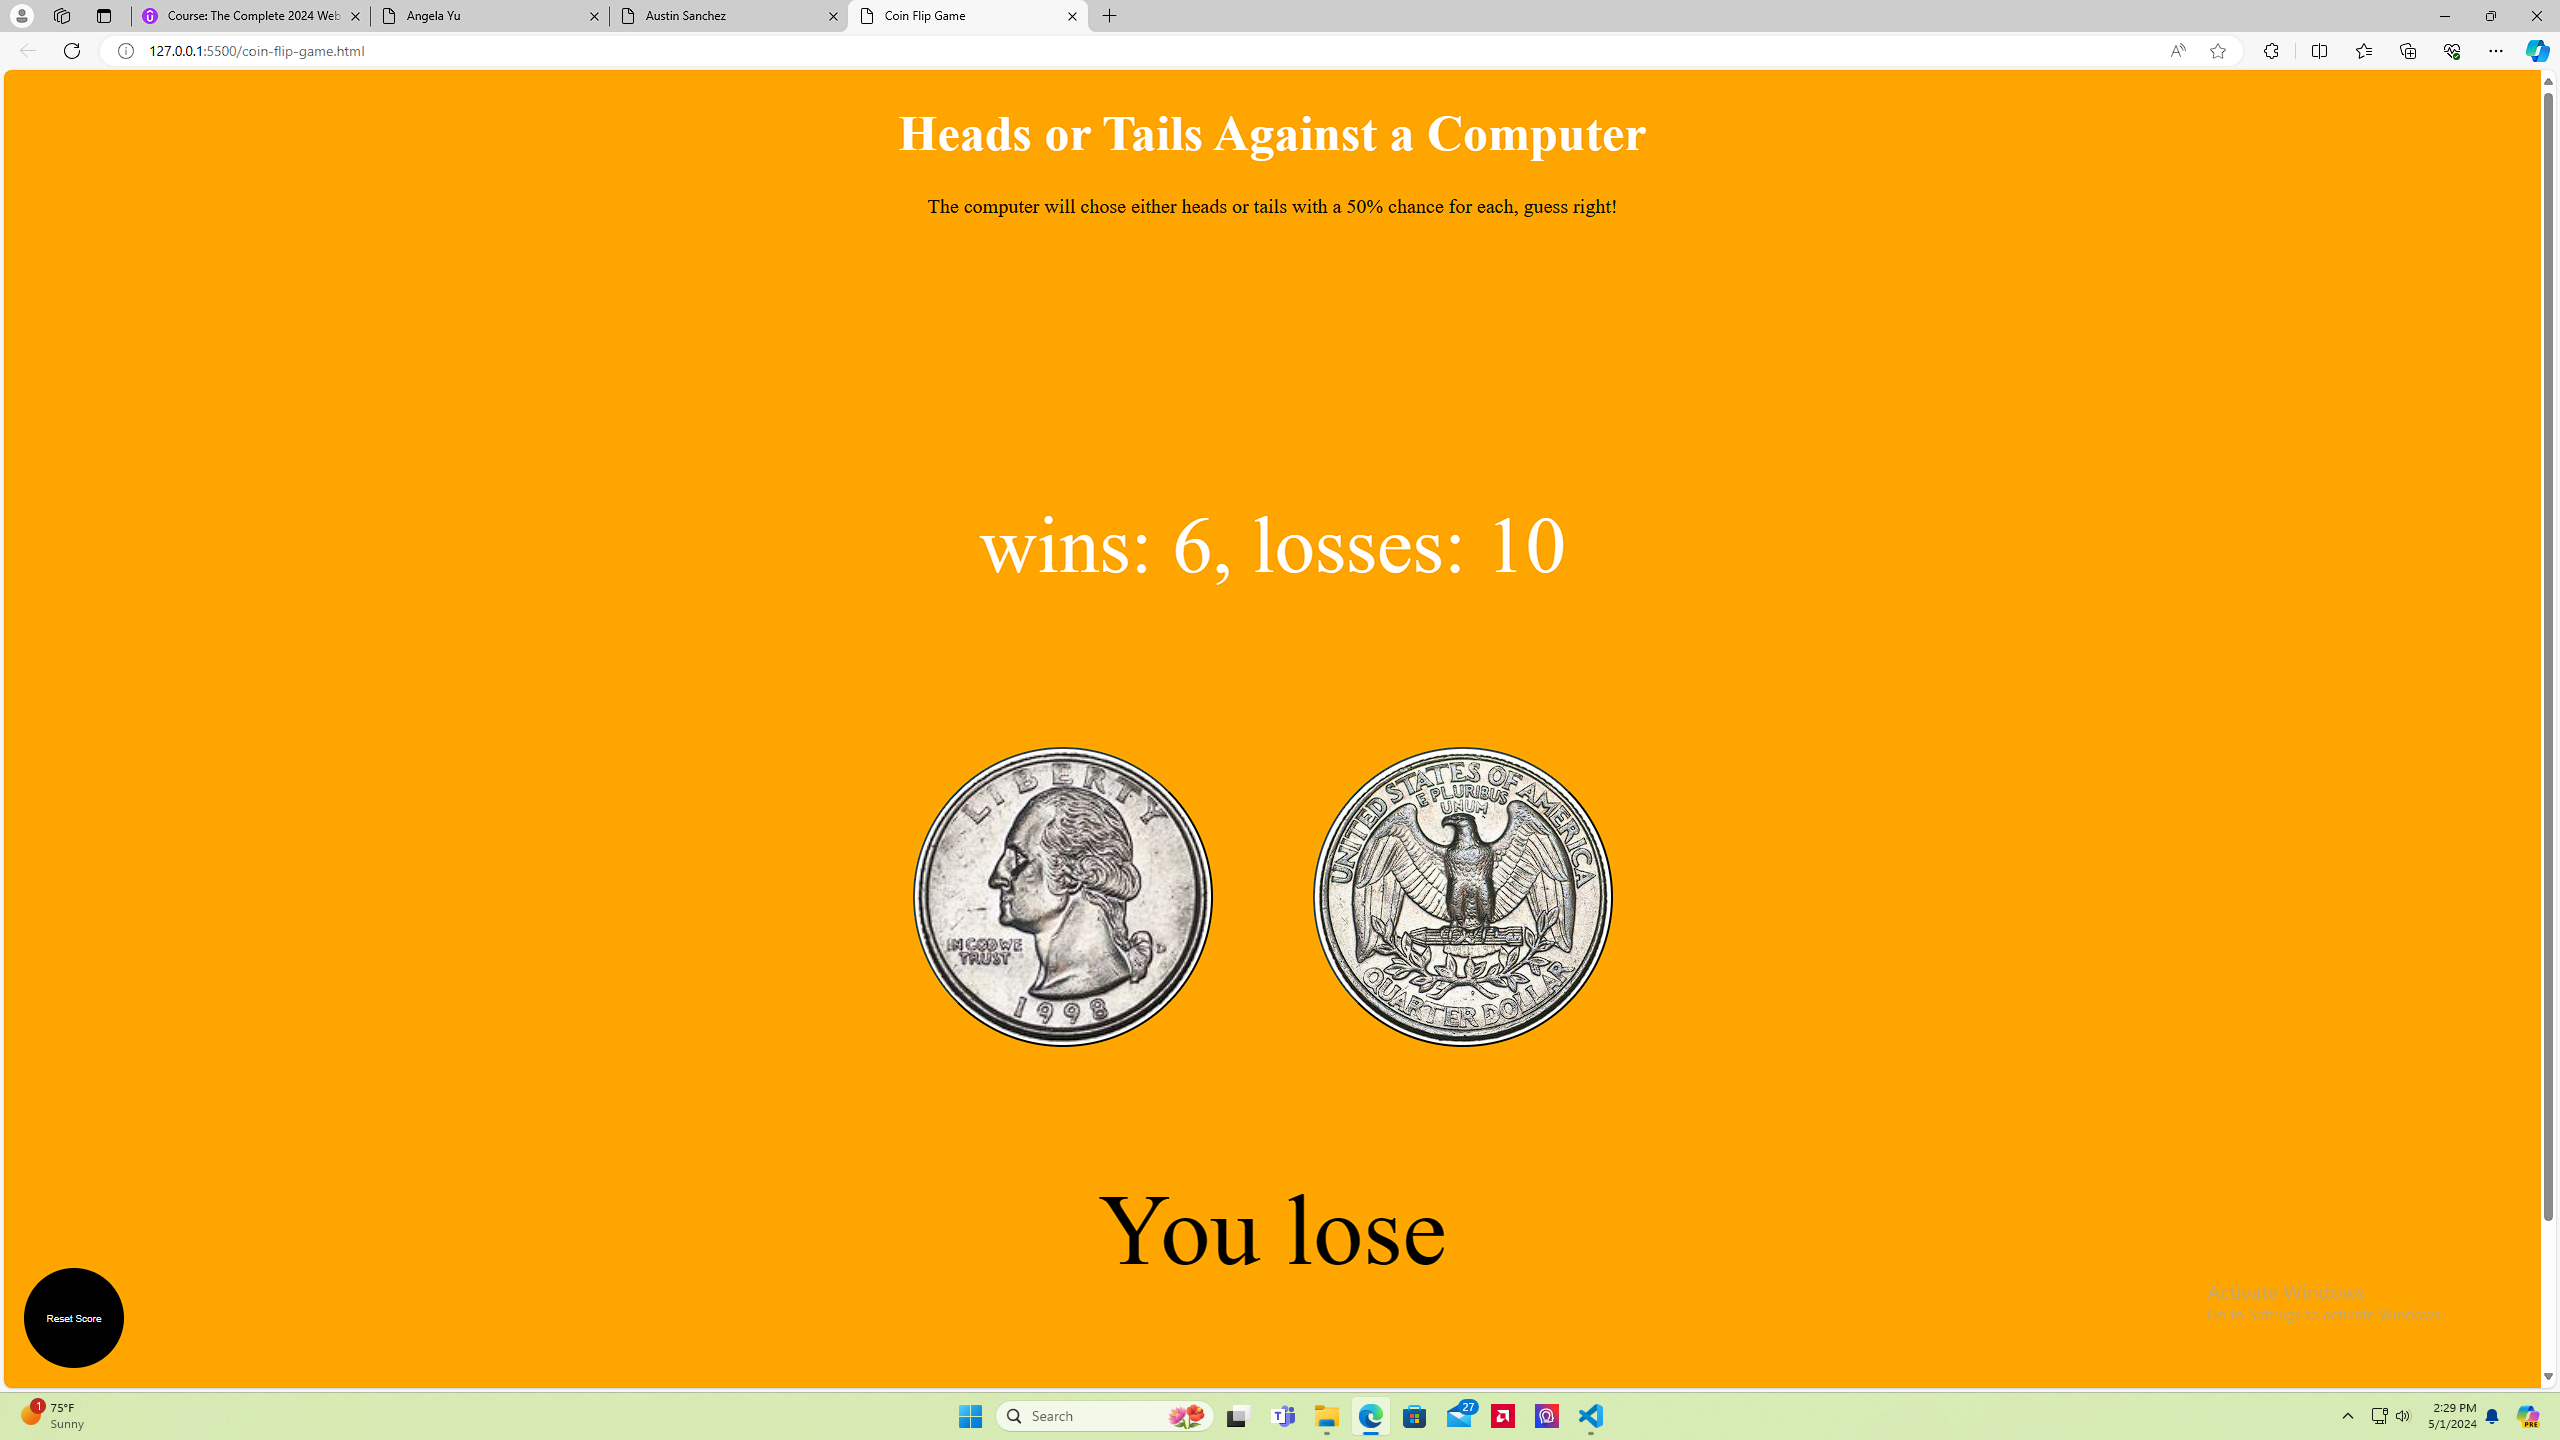 Course: The Complete 2024 Web
Angela Yu
Austin Sanchez
Coin Flip Game
127.0.0.1:5500/coin-flip-game.html
Heads or Tails Against a Computer
The computer will chose either heads or tails with a 50% chance for each, guess right!
wins: 6, losses: 10
LIBERTY
IN GOD WE
TRUST
D
1998
UNITED STATES OF AMERICA
E PLURIBUS
UNUM
QUARTER DOLLAR
You lose
Reset Score
Activate Windows
Go to Settings to activate Windows.
1
75°F
Sunny
Search
27
2:29 PM
5/1/2024
PRE